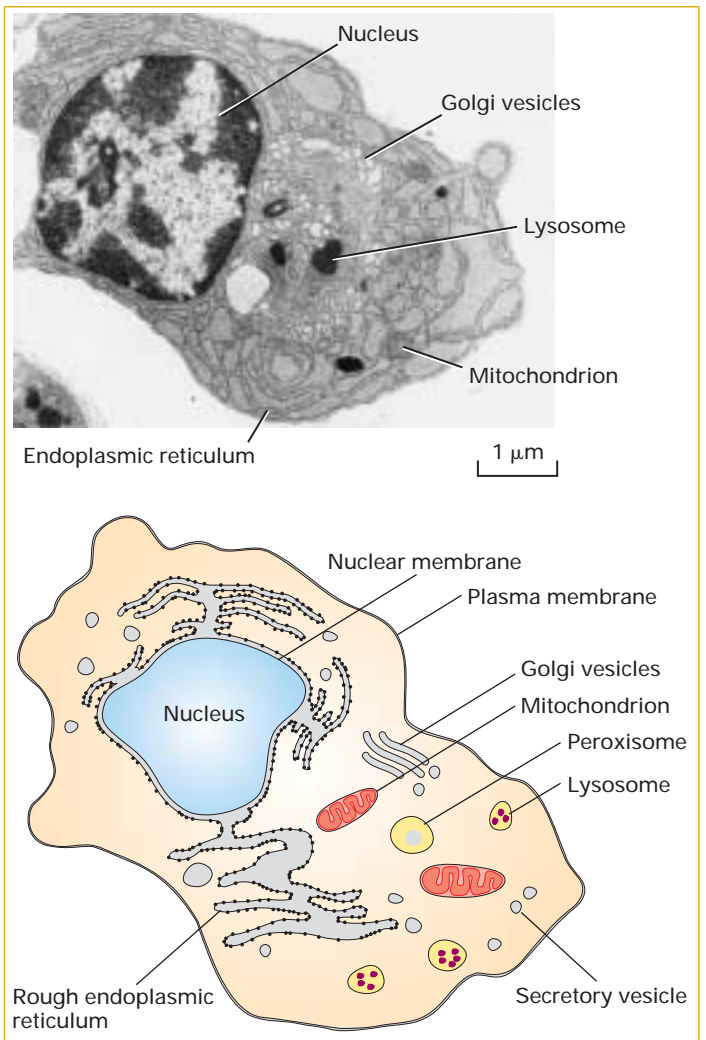 Nucleus
Golgi vesicles
Lysosome
Mitochondrion
Endoplasmic reticulum
1 μm
Nuclear membrane
Plasma membrane
Golgi vesicles
Mitochondrion
Nucleus
Peroxisome
Lysosome
Rough endoplasmic
reticulum
Secretory vesicle